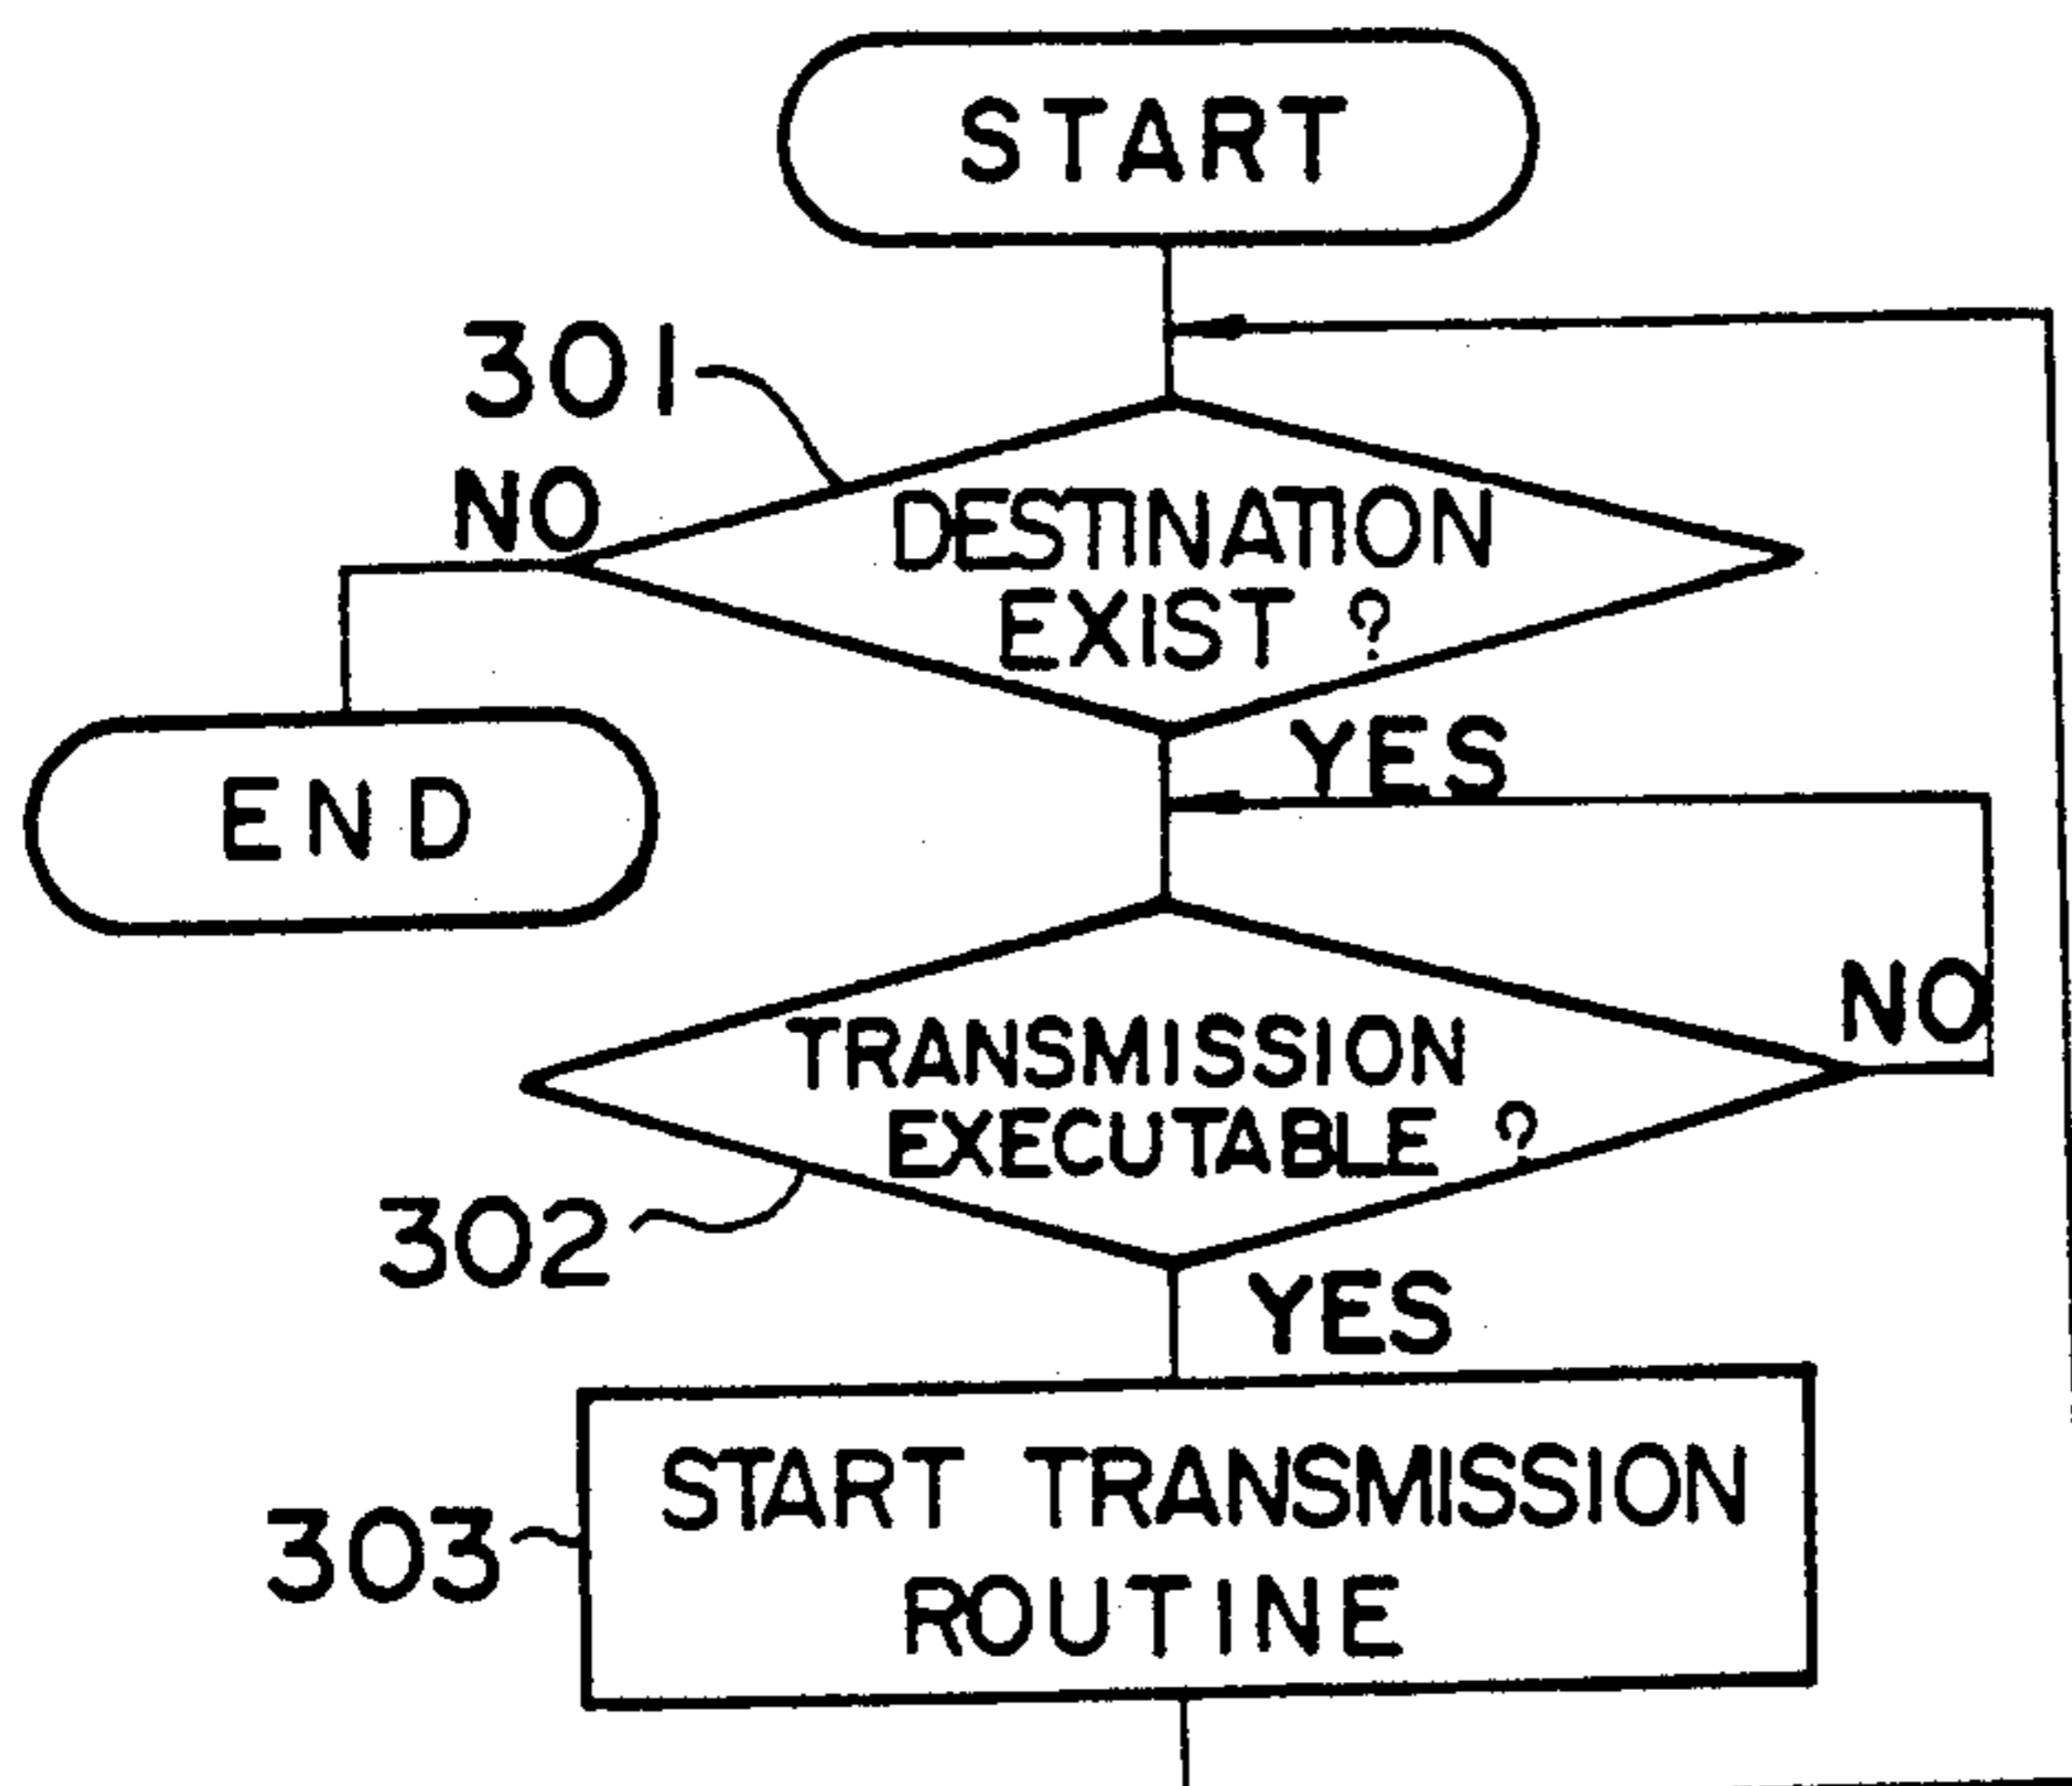 START
301
NO
DESTINATION
EXIST ?
YES
END
NO
TRANSMISSION
EXECUTABLE ?
302
YES
START TRANSMISSION
303
ROUTINE